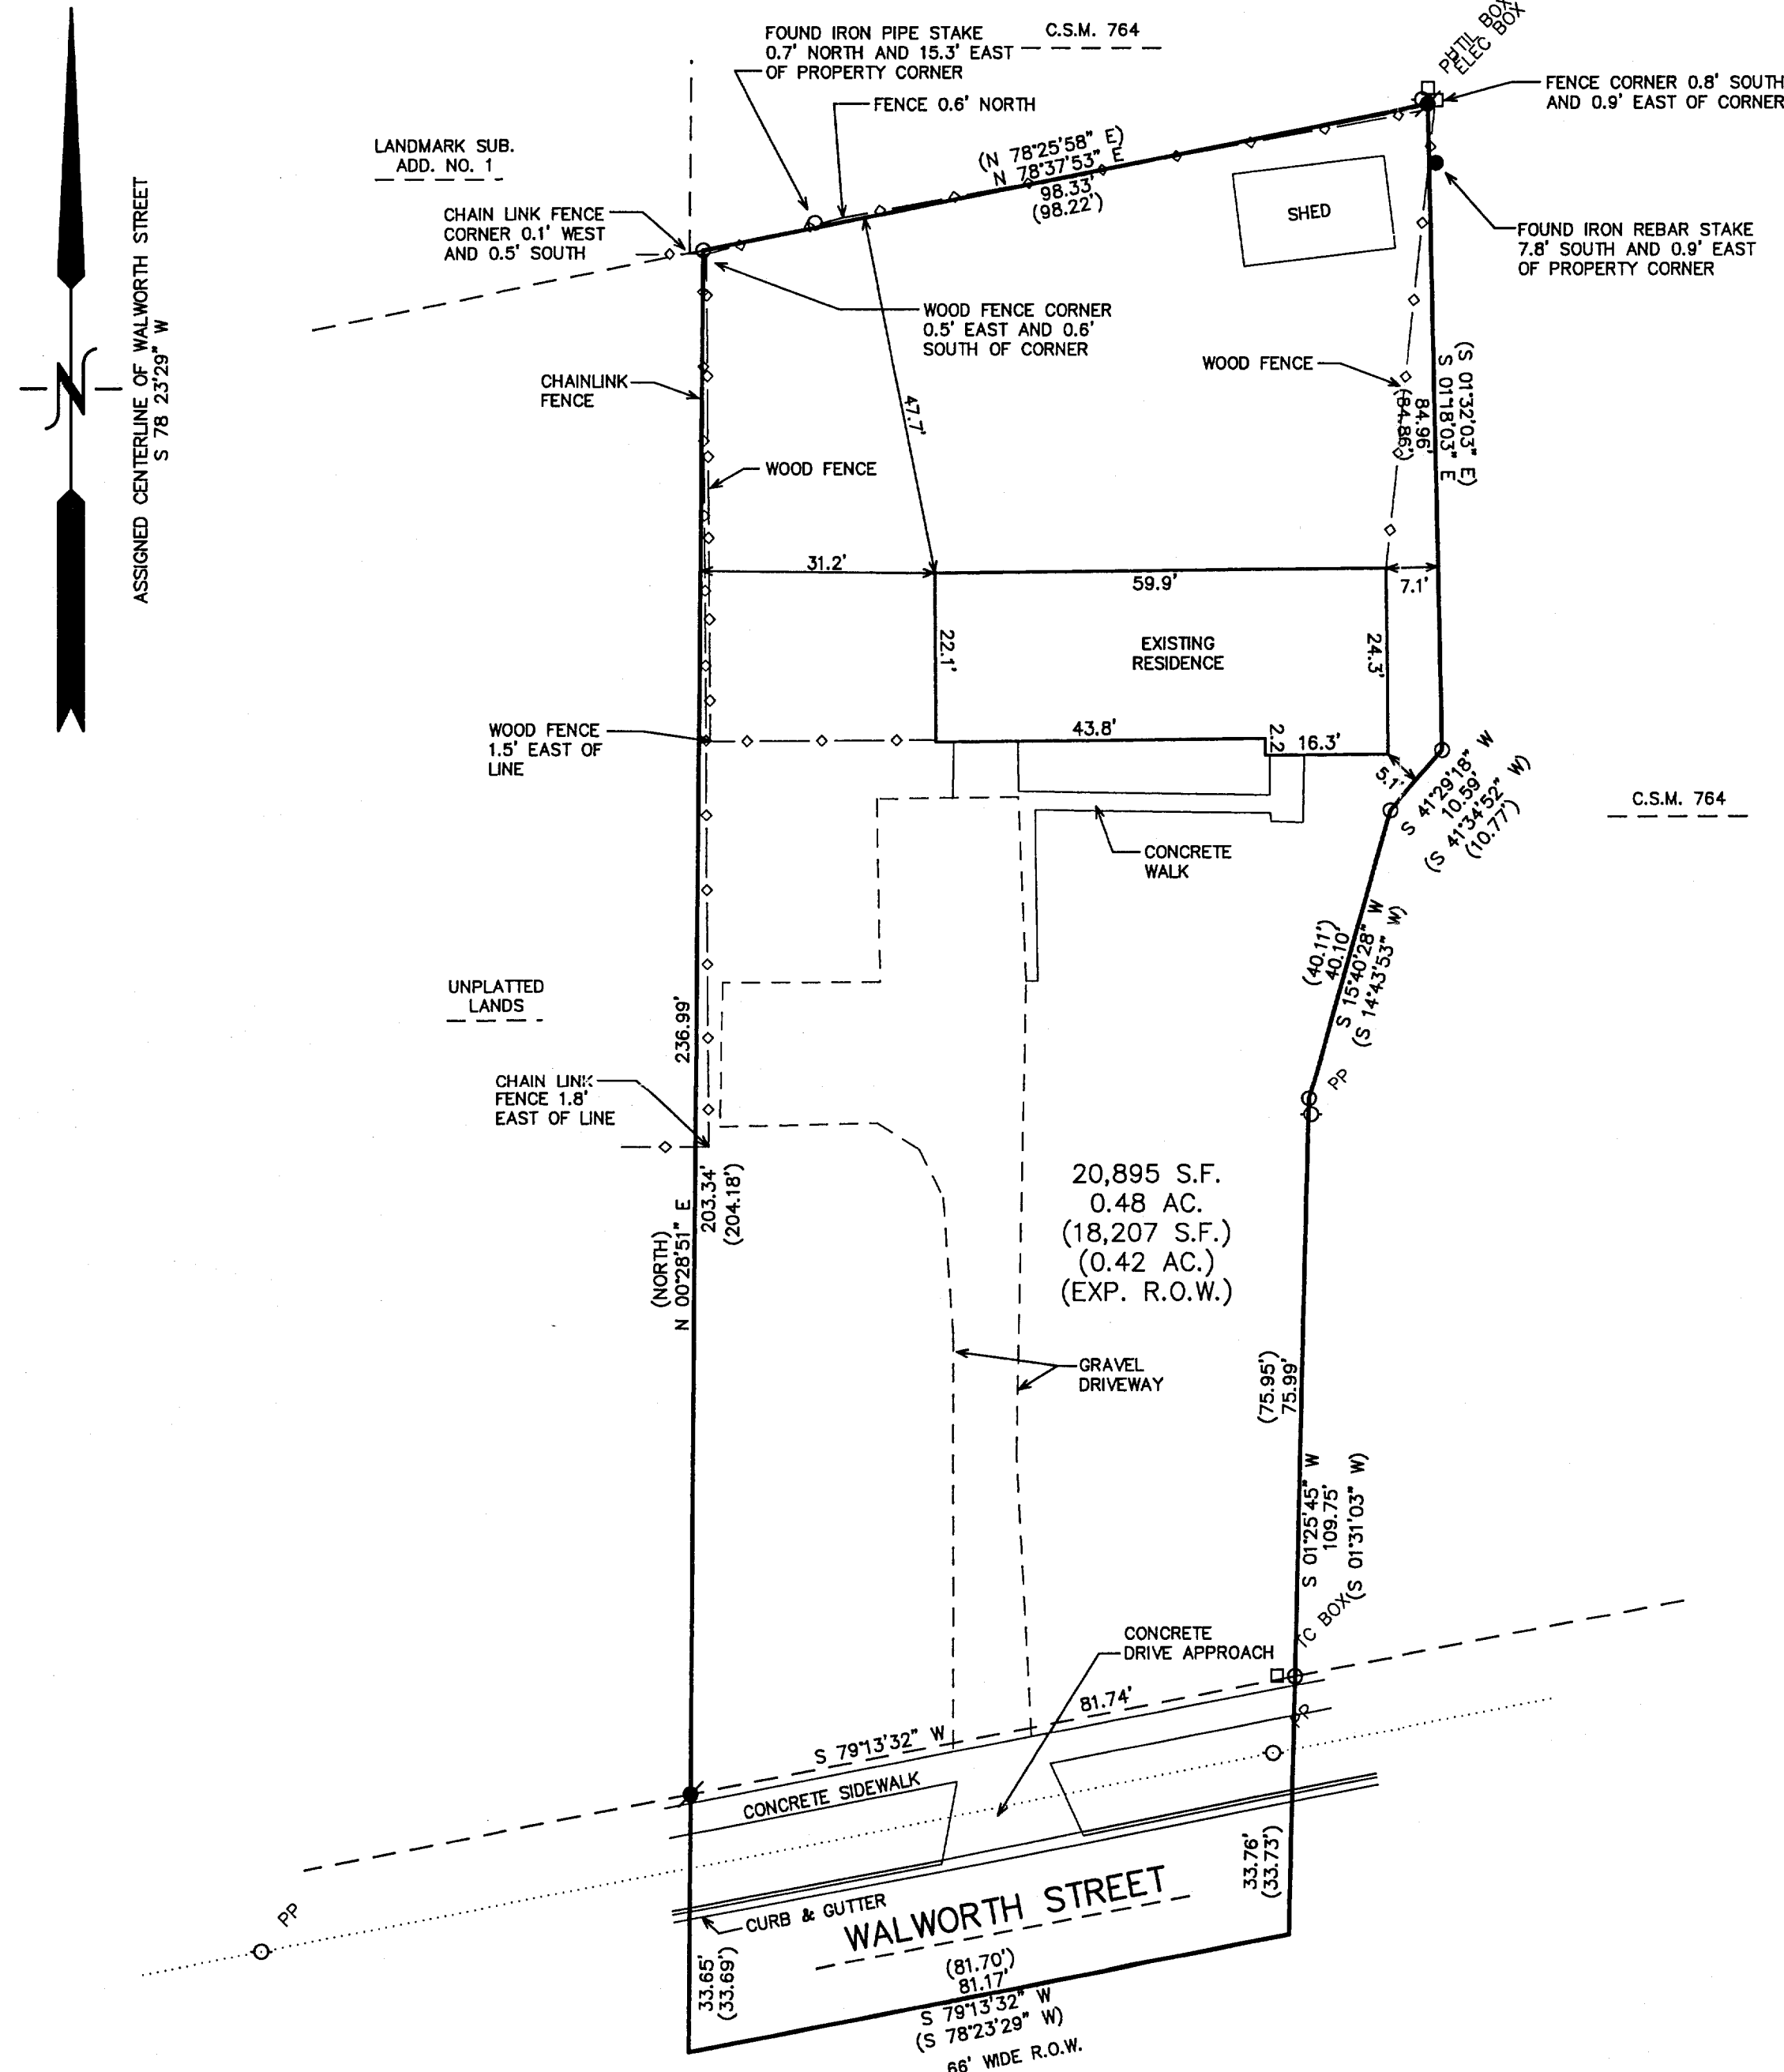 FOUND IRON PIPE STAKE
0.7' NORTH AND 15.3' EAST
OF PROPERTY CORNER
C.S.M. 764
PHTIL BOX
ELEC BOX
FENCE CORNER 0.8' SOUTH
AND 0.9' EAST OF CORNER
FENCE 0.6' NORTH
LANDMARK SUB.
ADD. NO. 1
(N 78°25'58" E)
N 78°37'53" E
98.33'
(98.22')
SHED
CHAIN LINK FENCE
CORNER 0.1' WEST
AND 0.5' SOUTH
FOUND IRON REBAR STAKE
7.8' SOUTH AND 0.9' EAST
OF PROPERTY CORNER
ASSIGNED CENTERLINE OF WALWORTH STREET
S 78 23'29" W
N
WOOD FENCE CORNER
0.5' EAST AND 0.6'
SOUTH OF CORNER
WOOD FENCE
(S 01°32'03" E)
S 01°18'03" E
84.96'
(84.86')
CHAINLINK
FENCE
47.7'
WOOD FENCE
31.2'
59.9'
7.1'
22.1'
EXISTING
RESIDENCE
24.3'
WOOD FENCE
1.5' EAST OF
LINE
43.8'
2.2
16.3'
5.1'
S 41°29'18" W
10.59'
(S 41°34'52" W)
(10.77')
C.S.M. 764
CONCRETE
WALK
(40.11')
40.10'
S 15°40'28" W
(S 14°43'53" W)
UNPLATTED
LANDS
236.99'
CHAIN LINK
FENCE 1.8'
EAST OF LINE
PP
203.34'
(204.18')
(NORTH)
N 00°28'51" E
20,895 S.F.
0.48 AC.
(18,207 S.F.)
(0.42 AC.)
(EXP. R.O.W.)
GRAVEL
DRIVEWAY
(75.95')
75.99'
S 01°25'45" W
109.75'
(S 01°31'03" W)
TC BOX
CONCRETE
DRIVE APPROACH
81.74'
S 79°13'32" W
PP
CONCRETE SIDEWALK
33.76'
(33.73')
CURB & GUTTER
WALWORTH STREET
PP
33.65'
(33.69')
(81.70')
81.17'
S 79°13'32" W
(S 78°23'29" W)
66' WIDE R.O.W.